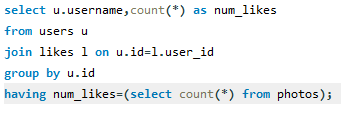 select u.username,count(*) as num_likes
from users u
join likes l on u.id=l.user_id
group by u.id
having num_likes=(select count(*) from photos);